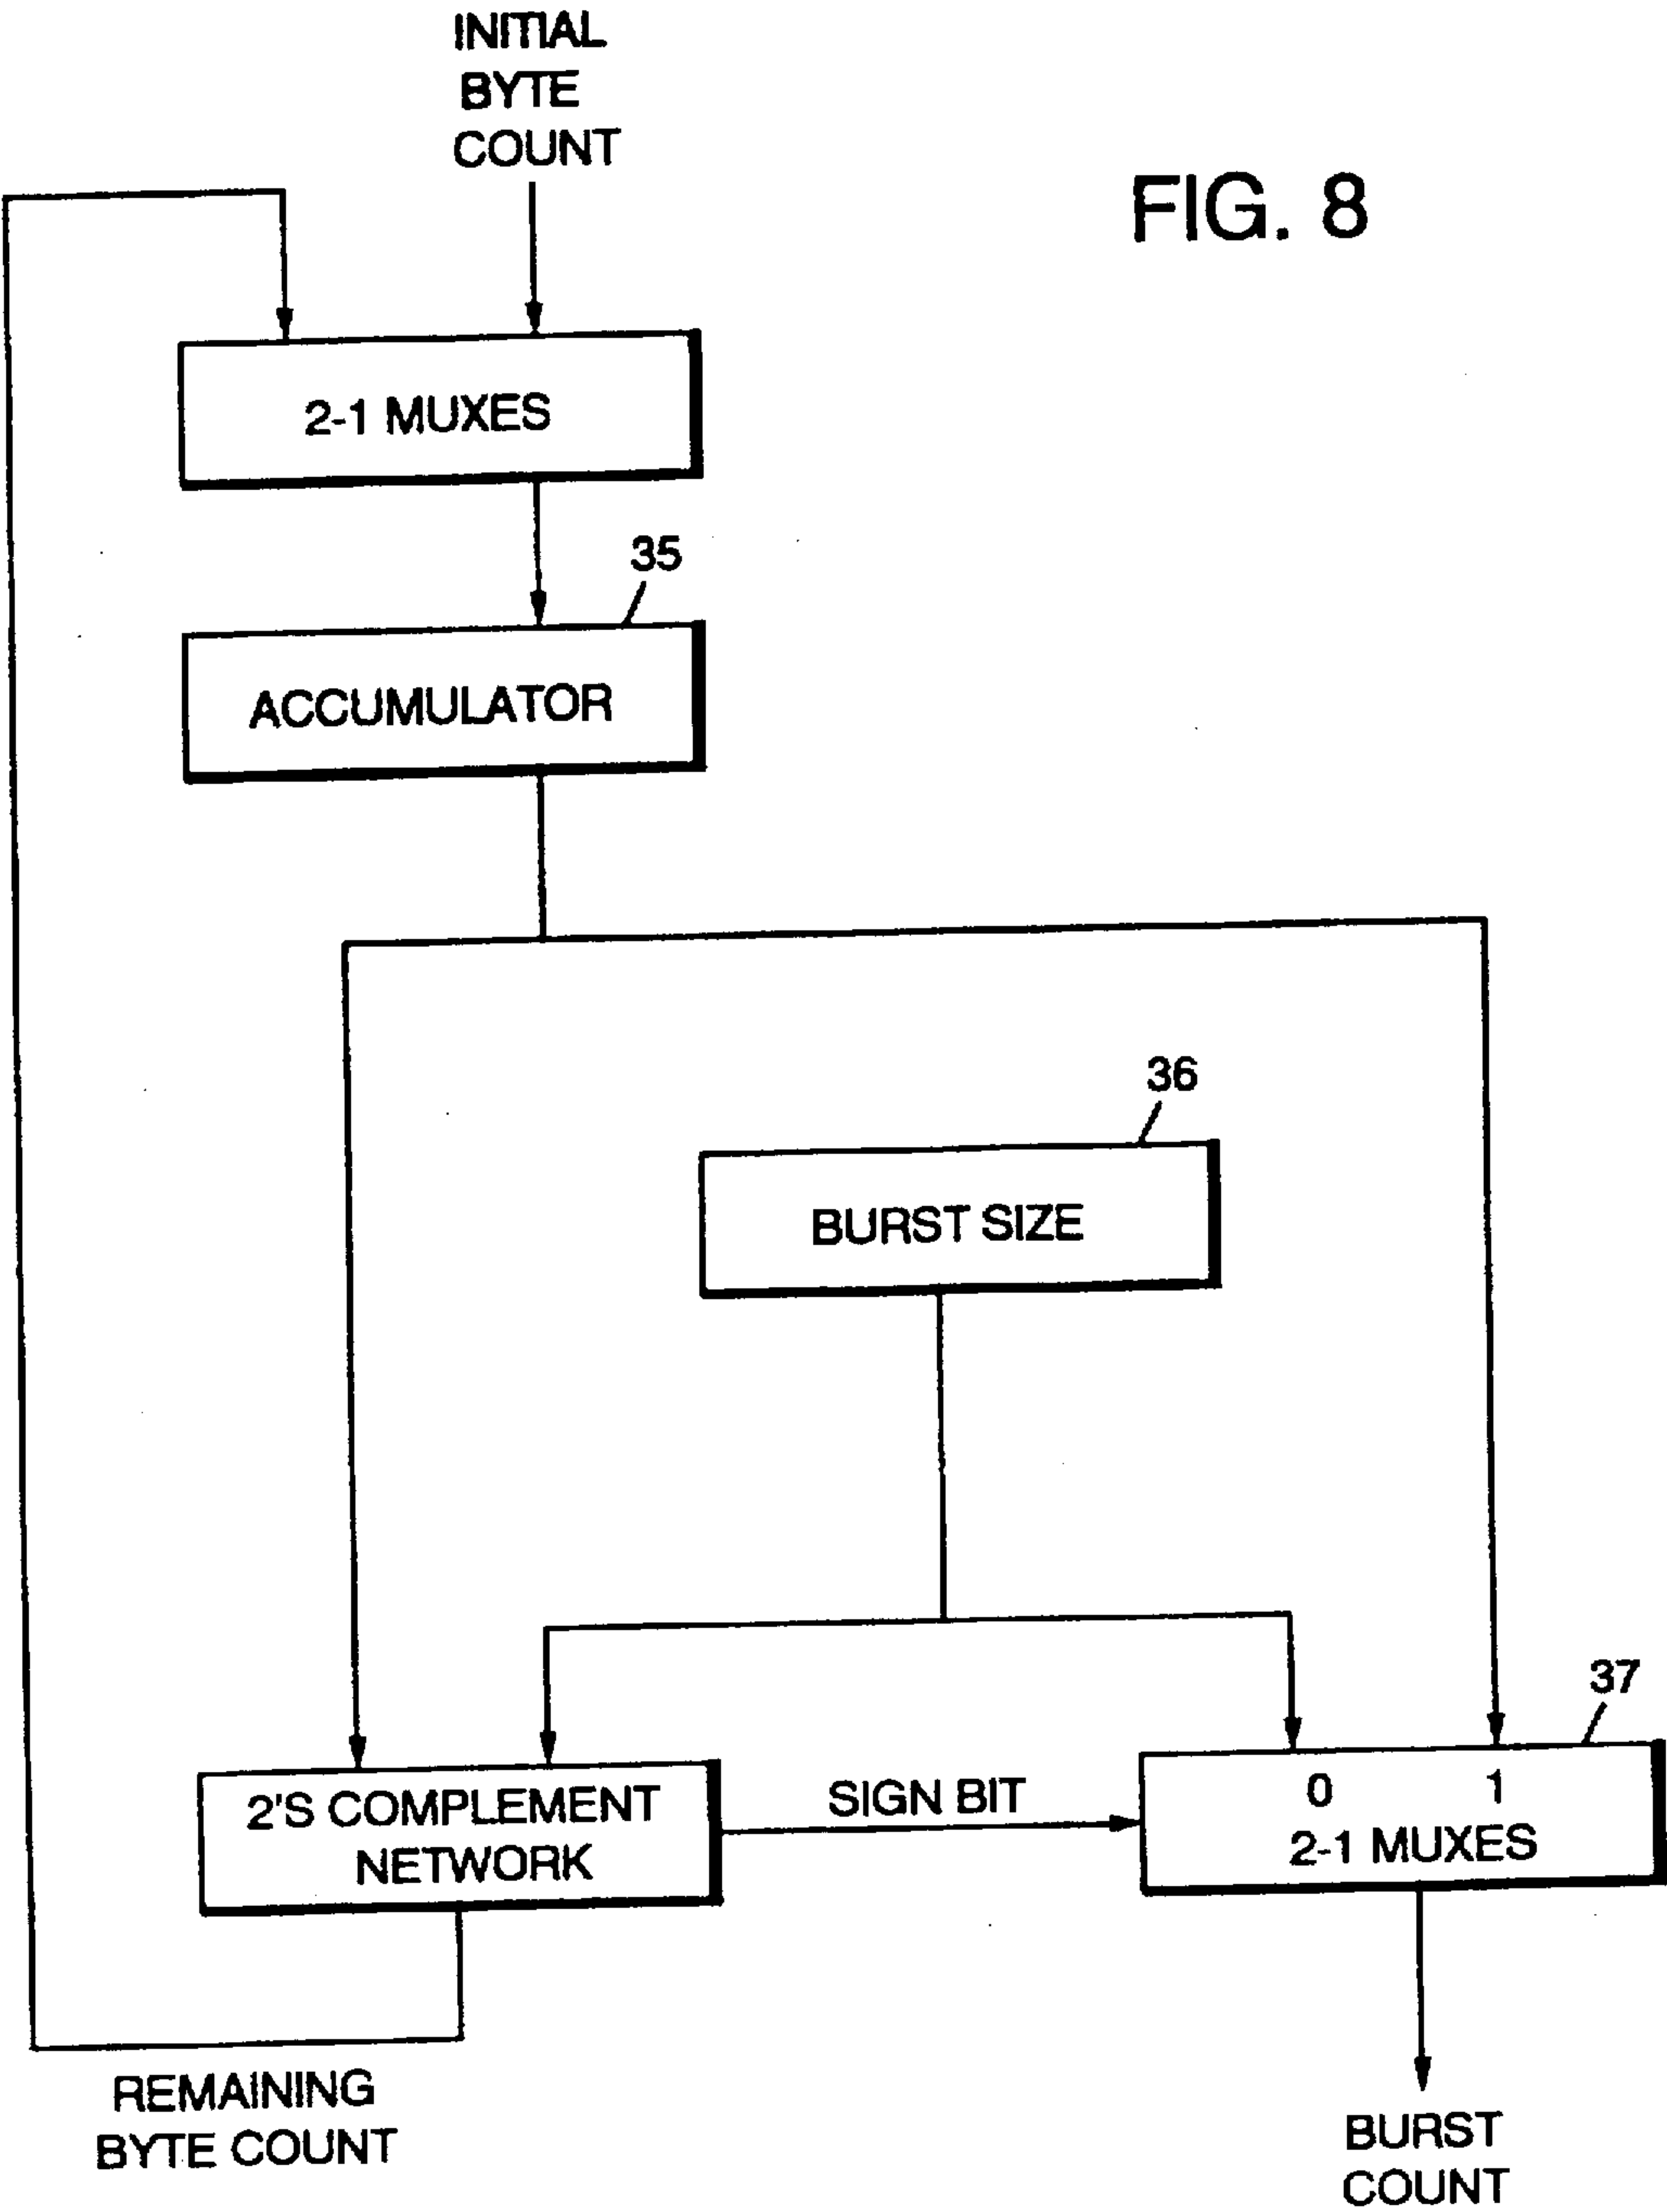 INITIAL
BYTE
COUNT
FIG. 8
2-1 MUXES
35
ACCUMULATOR
36
BURST SIZE
37
2'S COMPLEMENT
NETWORK
SIGN BIT
0 1
2-1 MUXES
REMAINING
BYTE COUNT
BURST
COUNT